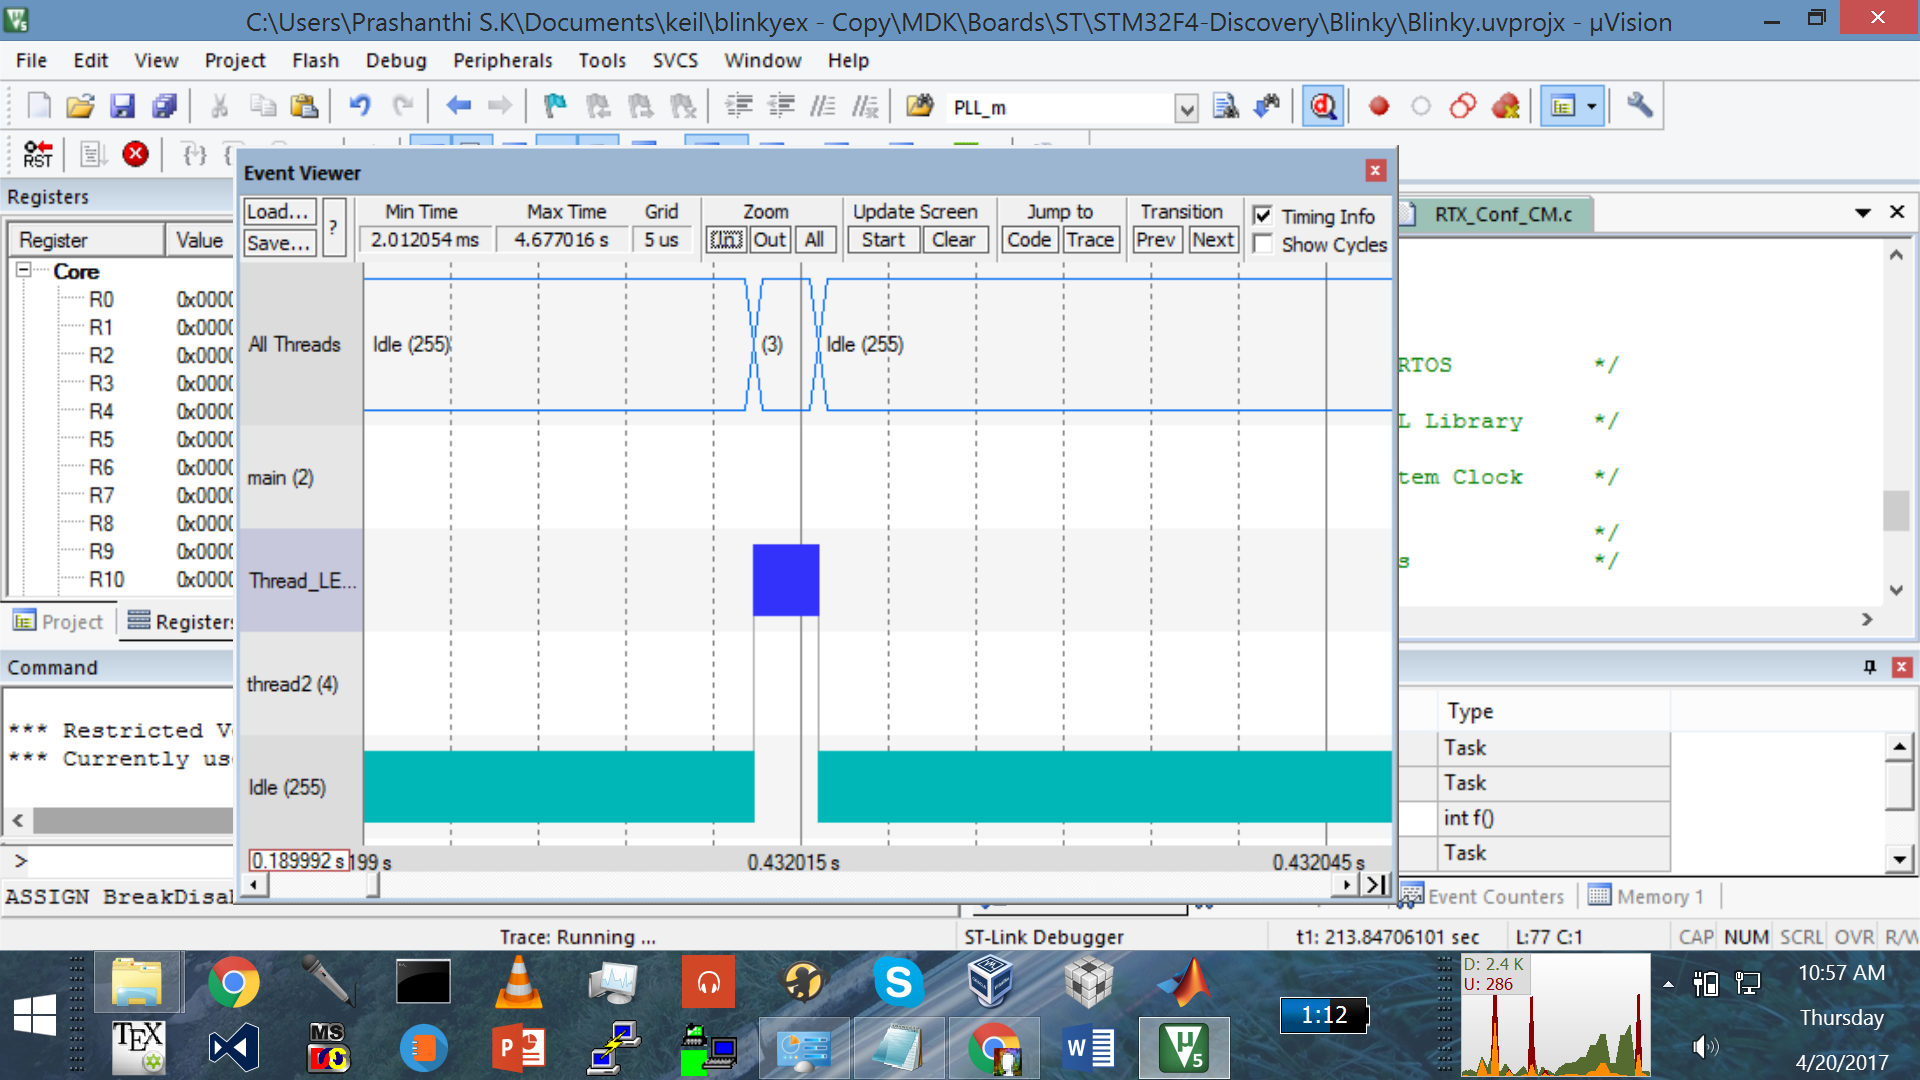 C:\Users\Prashanthi S.K\Documents\keil\blinkyex - Copy\MDK\Boards\ST\STM32F4-Discovery\Blinky\Blinky.uvprojx - µVision
File Edit View Project Flash Debug Peripherals Tools SVCS Window Help
PLL_m
RST
Registers
Register Value
Core
R0 0x0000
R1 0x0000
R2 0x0000
R3 0x0000
R4 0x0000
R5 0x0000
R6 0x0000
R7 0x0000
R8 0x0000
R9 0x0000
R10 0x0000
Project Registers
Event Viewer
Load... ? Min Time Max Time Grid Zoom Update Screen Jump to Transition Timing Info
Save... 2.012054 ms 4.677016 s 5 us In Out All Start Clear Code Trace Prev Next Show Cycles
All Threads Idle (255) (3) Idle (255)
main (2)
Thread_LE...
thread2 (4)
Idle (255)
0.189992 s 199 s 0.432015 s 0.432045 s
RTX_Conf_CM.c
RTOS */
L Library */
tem Clock */
*/
s */
Command
*** Restricted V
*** Currently us
>
ASSIGN BreakDisa
Type
Task
Task
int f()
Task
Event Counters Memory 1
Trace: Running ... ST-Link Debugger t1: 213.84706101 sec L:77 C:1 CAP NUM SCRL OVR R/W
D: 2.4 K
U: 286
1:12
10:57 AM
Thursday
4/20/2017
TEX
MS
DOS